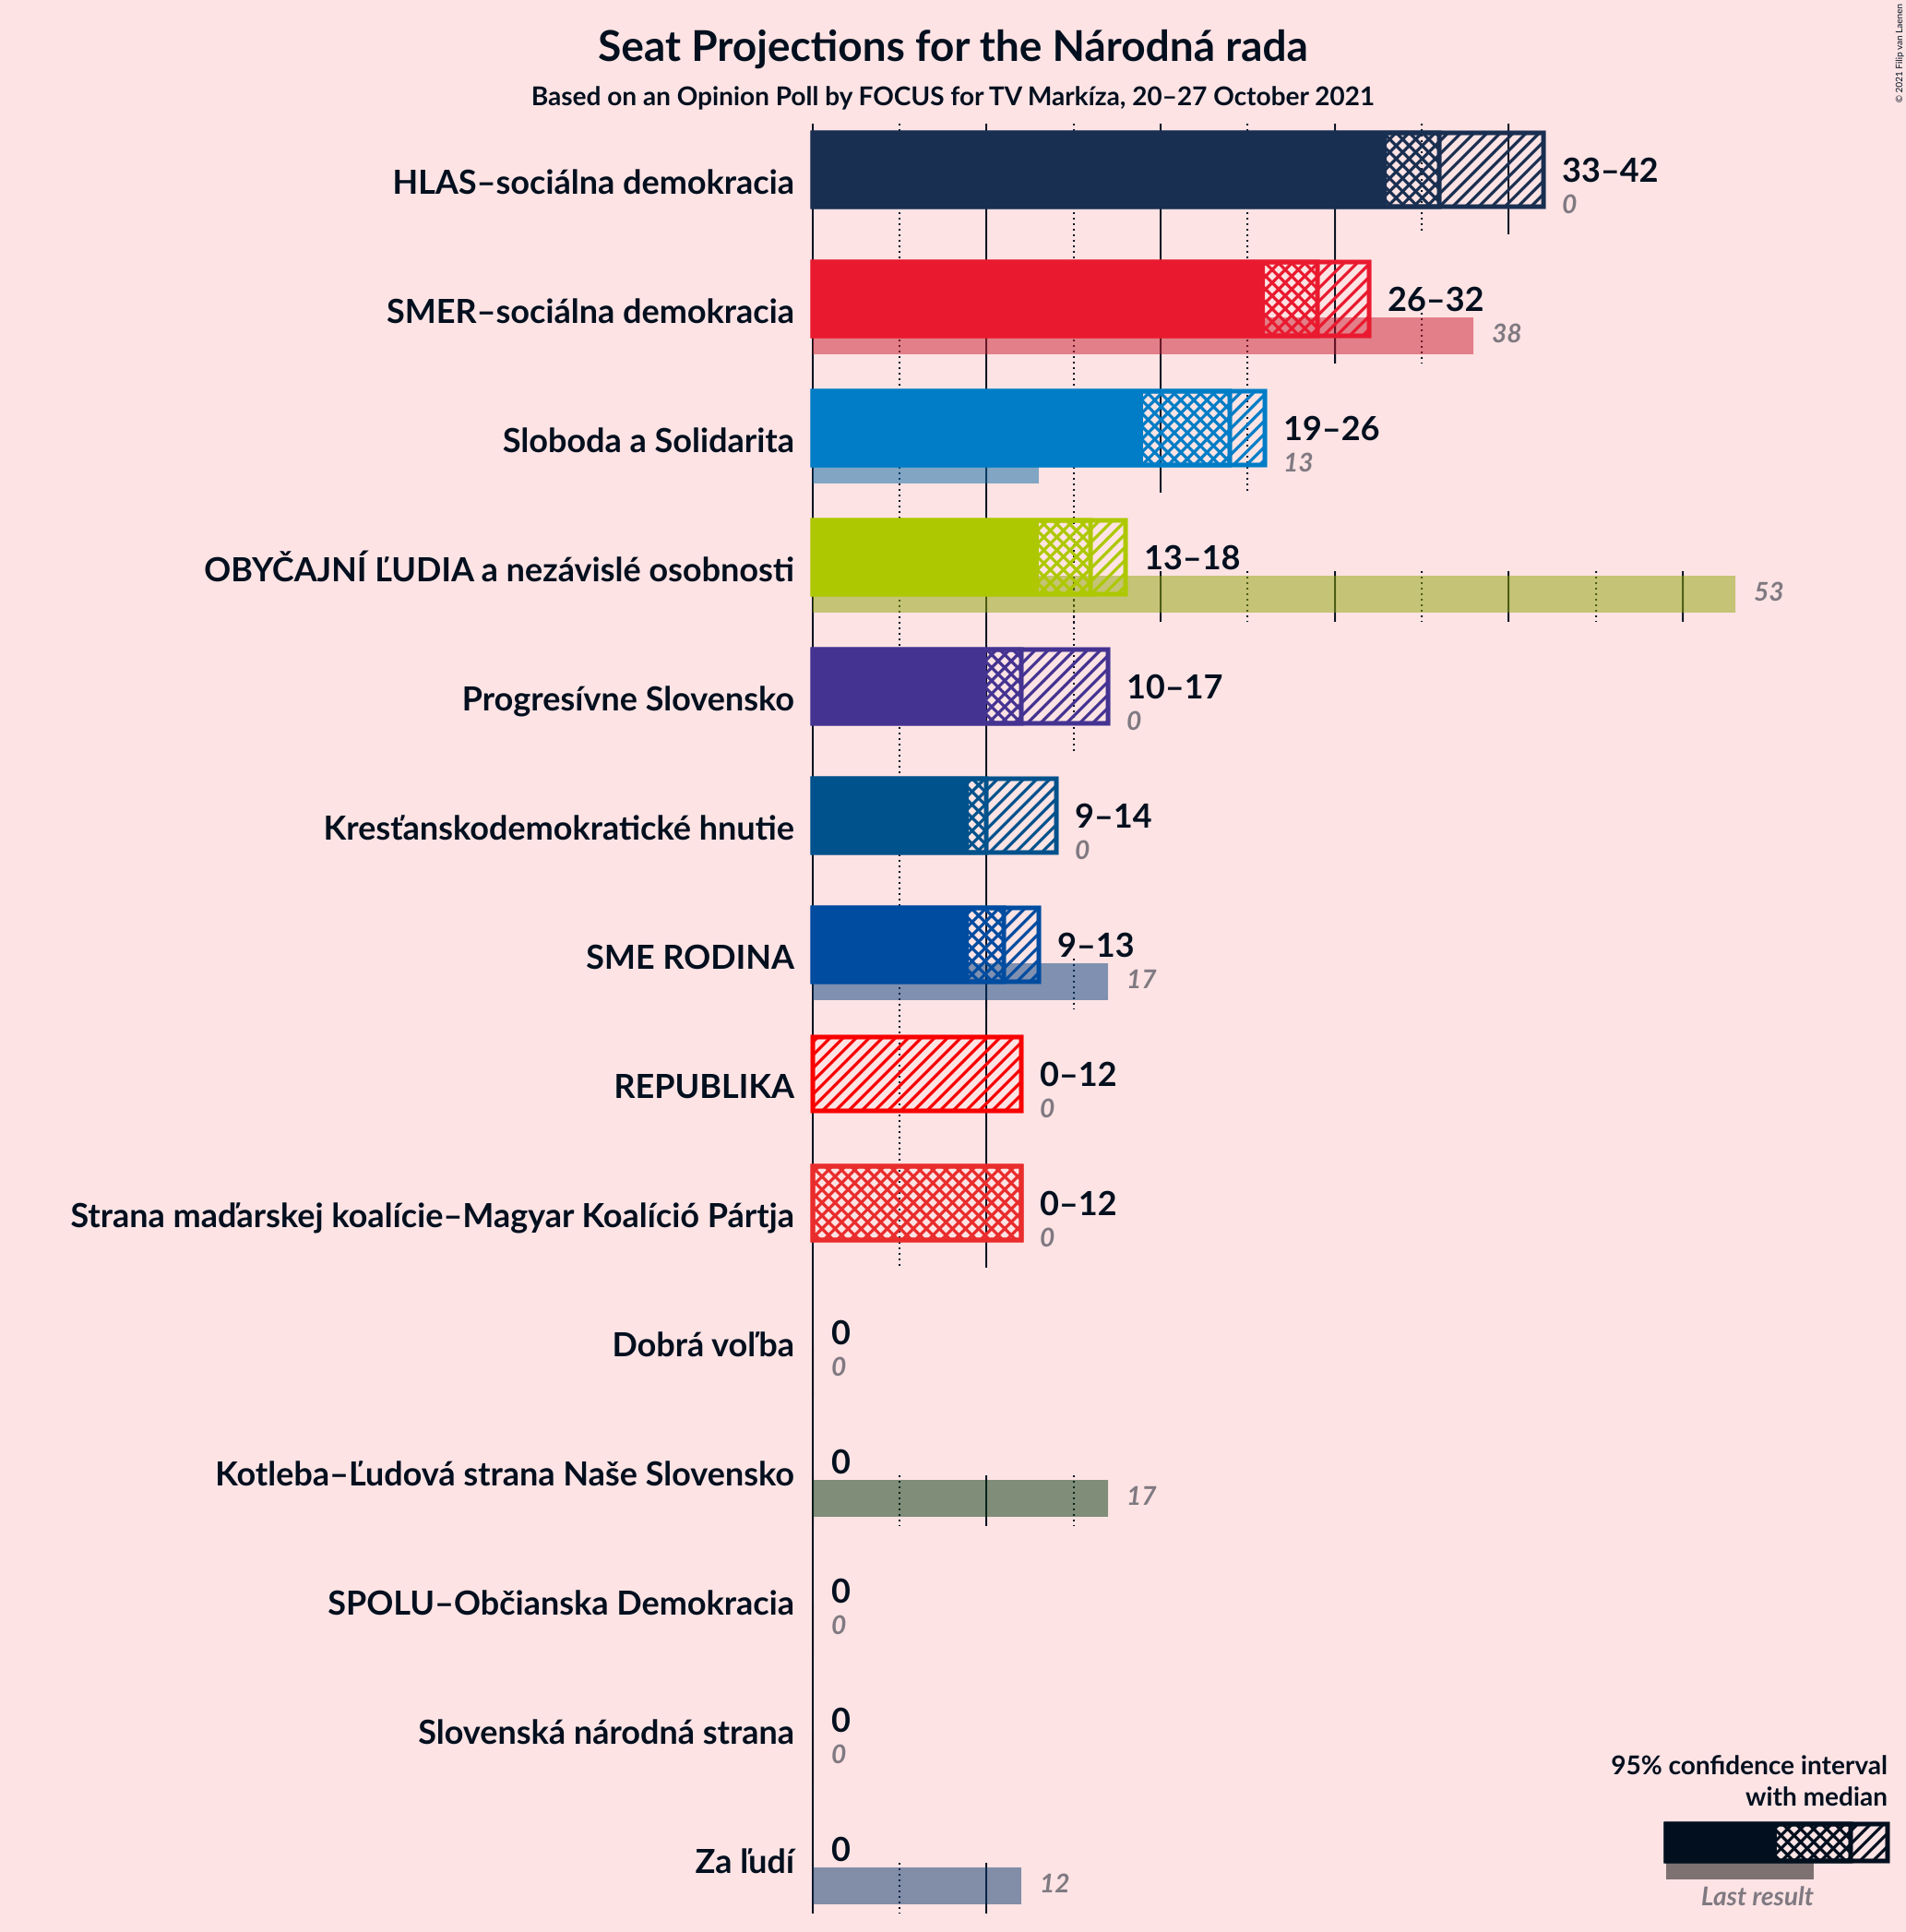 Seat Projections for the Národná rada
Based on an Opinion Poll by FOCUS for TV Markíza, 20–27 October 2021
© 2021 Filip van Laenen
HLAS–sociálna demokracia
33–42
0
SMER–sociálna demokracia
26–32
38
Sloboda a Solidarita
19–26
13
OBYČAJNÍ ĽUDIA a nezávislé osobnosti
13–18
53
Progresívne Slovensko
10–17
0
Kresťanskodemokratické hnutie
9–14
0
SME RODINA
9–13
17
REPUBLIKA
0–12
0
Strana maďarskej koalície–Magyar Koalíció Pártja
0–12
0
Dobrá voľba
0
0
Kotleba–Ľudová strana Naše Slovensko
0
17
SPOLU–Občianska Demokracia
0
0
Slovenská národná strana
0
0
Za ľudí
0
12
95% confidence interval
with median
Last result